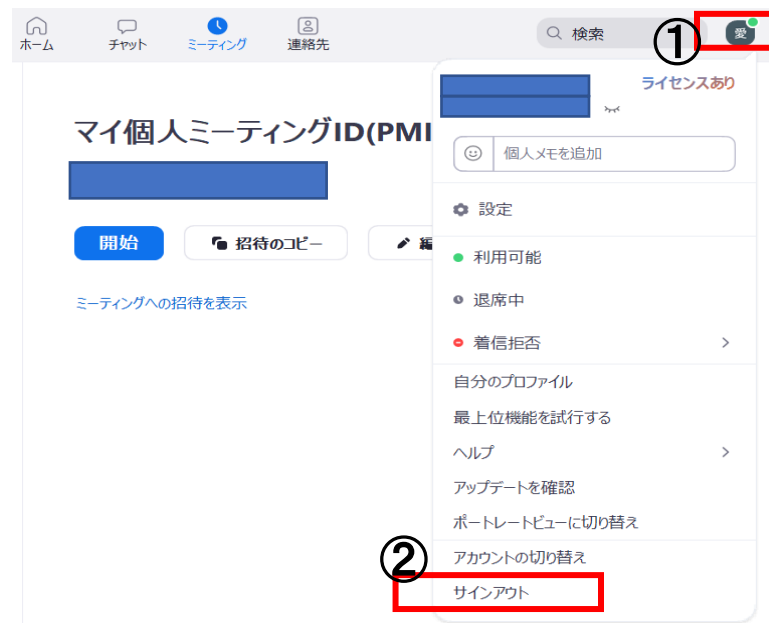 ホーム
チャット
ミーティング
連絡先
検索
①
愛
ライセンスあり
マイ個人ミーティングID(PMI
個人メモを追加
設定
開始
招待のコピー
編
利用可能
ミーティングへの招待を表示
退席中
着信拒否
自分のプロファイル
最上位機能を試行する
ヘルプ
アップデートを確認
ポートレートビューに切り替え
②
アカウントの切り替え
サインアウト